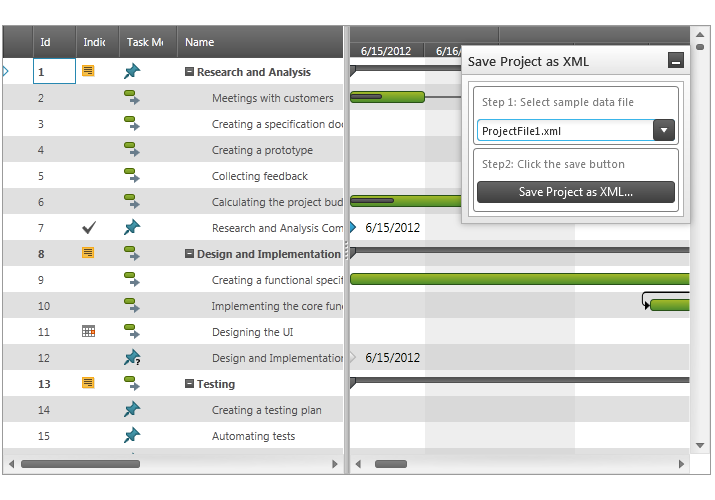 Id Indic Task Mo Name 6/15/2012 6/16
Save Project as XML
1 Research and Analysis
2 Meetings with customers
3 Creating a specification doc
4 Creating a prototype
5 Collecting feedback
6 Calculating the project bud
7 Research and Analysis Com 6/15/2012
8 Design and Implementation
9 Creating a functional specif
10 Implementing the core fun
11 Designing the UI
12 Design and Implementation 6/15/2012
13 Testing
14 Creating a testing plan
15 Automating tests
Step 1: Select sample data file
ProjectFile1.xml
Step2: Click the save button
Save Project as XML...